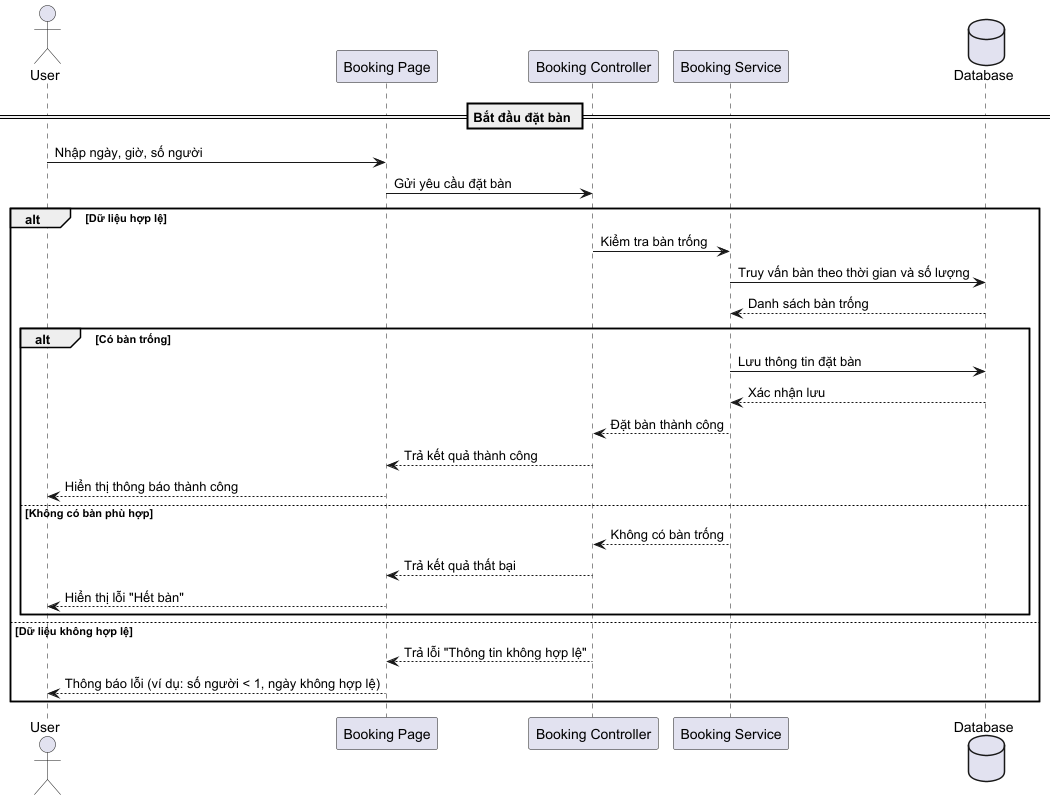 User
Booking Page
Booking Controller
Booking Service
Database
Bắt đầu đặt bàn
Nhập ngày, giờ, số người
Gửi yêu cầu đặt bàn
alt
[Dữ liệu hợp lệ]
Kiểm tra bàn trống
Truy vấn bàn theo thời gian và số lượng
Danh sách bàn trống
alt
[Có bàn trống]
Lưu thông tin đặt bàn
Xác nhận lưu
Đặt bàn thành công
Trả kết quả thành công
Hiển thị thông báo thành công
[Không có bàn phù hợp]
Không có bàn trống
Trả kết quả thất bại
Hiển thị lỗi "Hết bàn"
[Dữ liệu không hợp lệ]
Trả lỗi "Thông tin không hợp lệ"
Thông báo lỗi (ví dụ: số người < 1, ngày không hợp lệ)
User
Booking Page
Booking Controller
Booking Service
Database